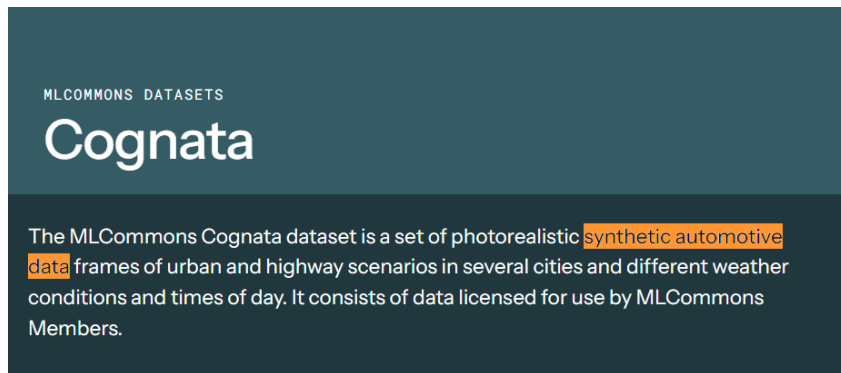 MLCOMMONS DATASETS
Cognata
The MLCommons Cognata dataset is a set of photorealistic synthetic automotive
data frames of urban and highway scenarios in several cities and different weather
conditions and times of day. It consists of data licensed for use by MLCommons
Members.